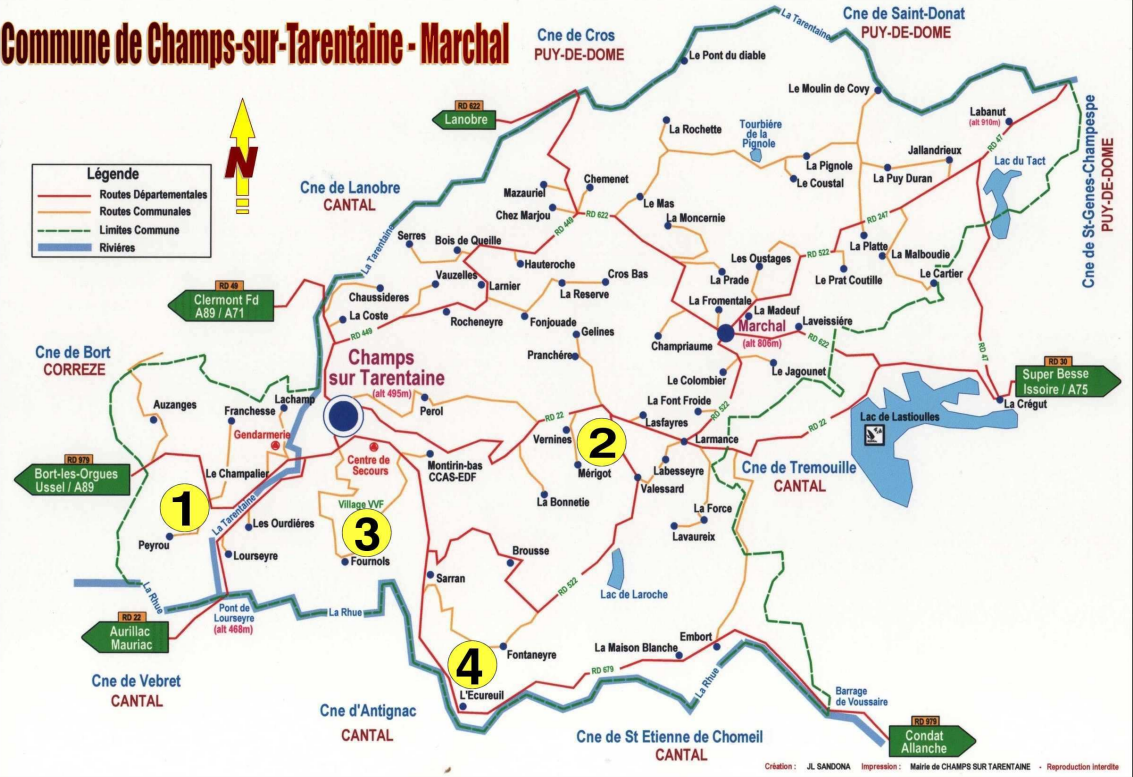 Commune de Champs-sur-Tarentaine - Marchal
Cne de Cros
PUY-DE-DOME
La Tarentaine
Cne de Saint-Donat
PUY-DE-DOME
Le Pont du diable
Le Moulin de Covy
RD 622
Lanobre
Labanut
(alt 910m)
RD 47
Cne de St-Genes-Champespe
PUY-DE-DOME
N
Légende
Routes Départementales
Routes Communales
Limites Commune
Riviéres
La Rochette
Tourbière
de la
Pignole
La Pignole
Jallandrieux
La Puy Duran
Le Coustal
Lac du Tact
Cne de Lanobre
CANTAL
Mazauriel
Chemenet
Chez Marjou
Le Mas
RD 622
RD 449
La Moncernie
RD 247
La Tarentaine
Serres
Bois de Queille
Hauteroche
La Platte
La Malboudie
RD 522
Les Oustages
La Prade
Le Prat Coutille
Le Cartier
Vauzelles
Larnier
Cros Bas
La Reserve
RD 49
Clermont Fd
A89 / A71
Chaussideres
La Coste
Rocheneyre
Fonjouade
La Fromentale
La Madeuf
Marchal
(alt 806m)
Laveissiére
RD 622
RD 449
Gelines
Pranchére
Champriaume
RD 47
Cne de Bort
CORREZE
Champs
sur Tarentaine
(alt 495m)
Le Colombier
Le Jagounet
RD 30
Super Besse
Issoire / A75
La Crégut
Auzanges
Franchesse
Lachamp
Perol
La Font Froide
Lasfayres
RD 522
RD 22
RD 22
Lac de Lastioulles
Gendarmerie
Vernines
2
Larmance
RD 979
Bort-les-Orgues
Ussel / A89
Le Champalier
Centre de
Secours
Montirin-bas
CCAS-EDF
Mérigot
Labesseyre
Valessard
Cne de Tremouille
CANTAL
1
La Tarentaine
Village VVF
3
La Bonnetie
La Force
Les Ourdiéres
Lavaureix
Peyrou
Lourseyre
Fournols
Brousse
Sarran
RD 522
Lac de Laroche
La Rhue
Pont de
Lourseyre
(alt 468m)
La Rhue
RD 22
Aurillac
Mauriac
Fontaneyre
4
Embort
La Maison Blanche
RD 679
L'Ecureuil
La Rhue
Cne de Vebret
CANTAL
Cne d'Antignac
CANTAL
Barrage
de Voussaire
Cne de St Etienne de Chomeil
CANTAL
RD 979
Condat
Allanche
Création : JL SANDONA Impression : Mairie de CHAMPS SUR TARENTAINE - Reproduction interdite